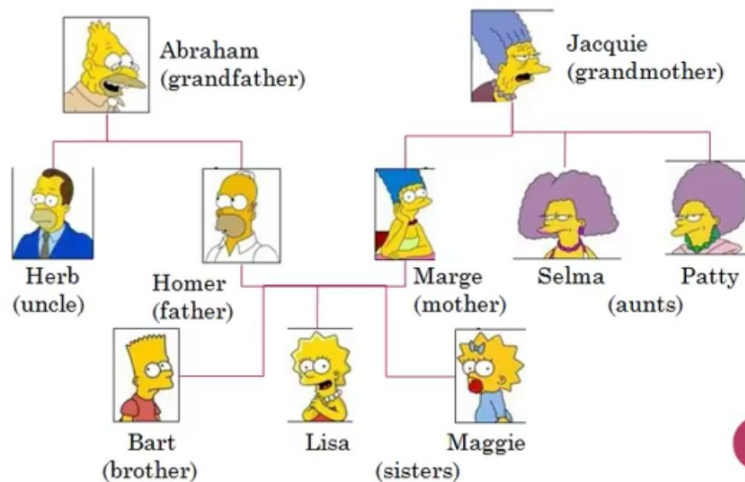 Abraham
(grandfather)
Jacquie
(grandmother)
Herb
(uncle)
Homer
(father)
Marge
(mother)
Selma
Patty
(aunts)
Bart
(brother)
Lisa
Maggie
(sisters)